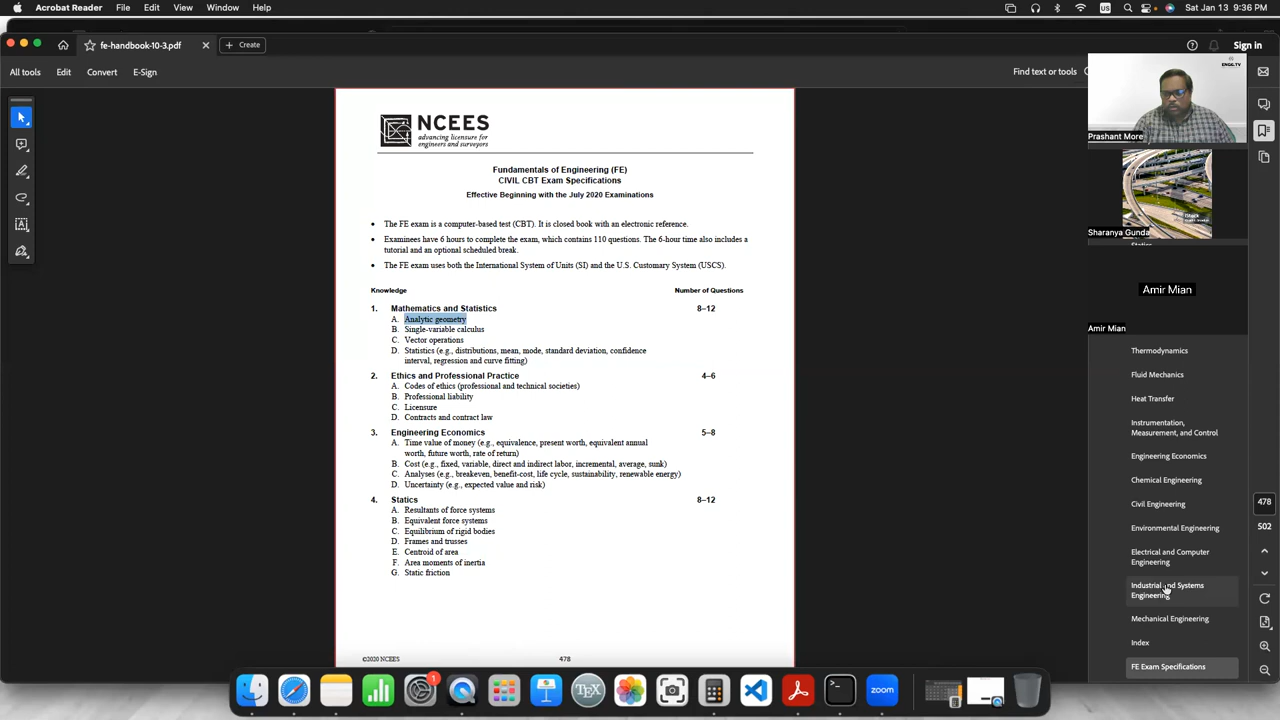 Acrobat Reader File Edit View Window Help
US Sat Jan 13 9:36 PM
fe-handbook-10-3.pdf
+ Create
Sign in
All tools Edit Convert E-Sign
Find text or tools
ENGG.TV
Prashant More
iStock
Sharanya Gunda
Statics
Amir Mian
Amir Mian
NCEES
advancing licensure for
engineers and surveyors
Fundamentals of Engineering (FE)
CIVIL CBT Exam Specifications
Effective Beginning with the July 2020 Examinations
• The FE exam is a computer-based test (CBT). It is closed book with an electronic reference.
• Examinees have 6 hours to complete the exam, which contains 110 questions. The 6-hour time also includes a
tutorial and an optional scheduled break.
• The FE exam uses both the International System of Units (SI) and the U.S. Customary System (USCS).
Knowledge Number of Questions
1. Mathematics and Statistics 8–12
A. Analytic geometry
B. Single-variable calculus
C. Vector operations
D. Statistics (e.g., distributions, mean, mode, standard deviation, confidence
interval, regression and curve fitting)
2. Ethics and Professional Practice 4–6
A. Codes of ethics (professional and technical societies)
B. Professional liability
C. Licensure
D. Contracts and contract law
3. Engineering Economics 5–8
A. Time value of money (e.g., equivalence, present worth, equivalent annual
worth, future worth, rate of return)
B. Cost (e.g., fixed, variable, direct and indirect labor, incremental, average, sunk)
C. Analyses (e.g., breakeven, benefit-cost, life cycle, sustainability, renewable energy)
D. Uncertainty (e.g., expected value and risk)
4. Statics 8–12
A. Resultants of force systems
B. Equivalent force systems
C. Equilibrium of rigid bodies
D. Frames and trusses
E. Centroid of area
F. Area moments of inertia
G. Static friction
©2020 NCEES 478
Thermodynamics
Fluid Mechanics
Heat Transfer
Instrumentation,
Measurement, and Control
Engineering Economics
Chemical Engineering
Civil Engineering
Environmental Engineering
Electrical and Computer
Engineering
Industrial and Systems
Engineering
Mechanical Engineering
Index
FE Exam Specifications
478
502
1
TEX
zoom